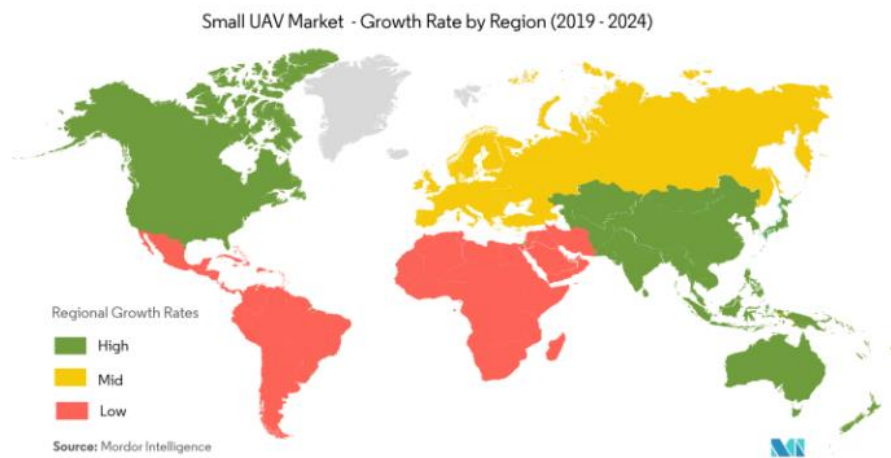 Small UAV Market - Growth Rate by Region (2019 - 2024)
Regional Growth Rates
High
Mid
Low
Source: Mordor Intelligence